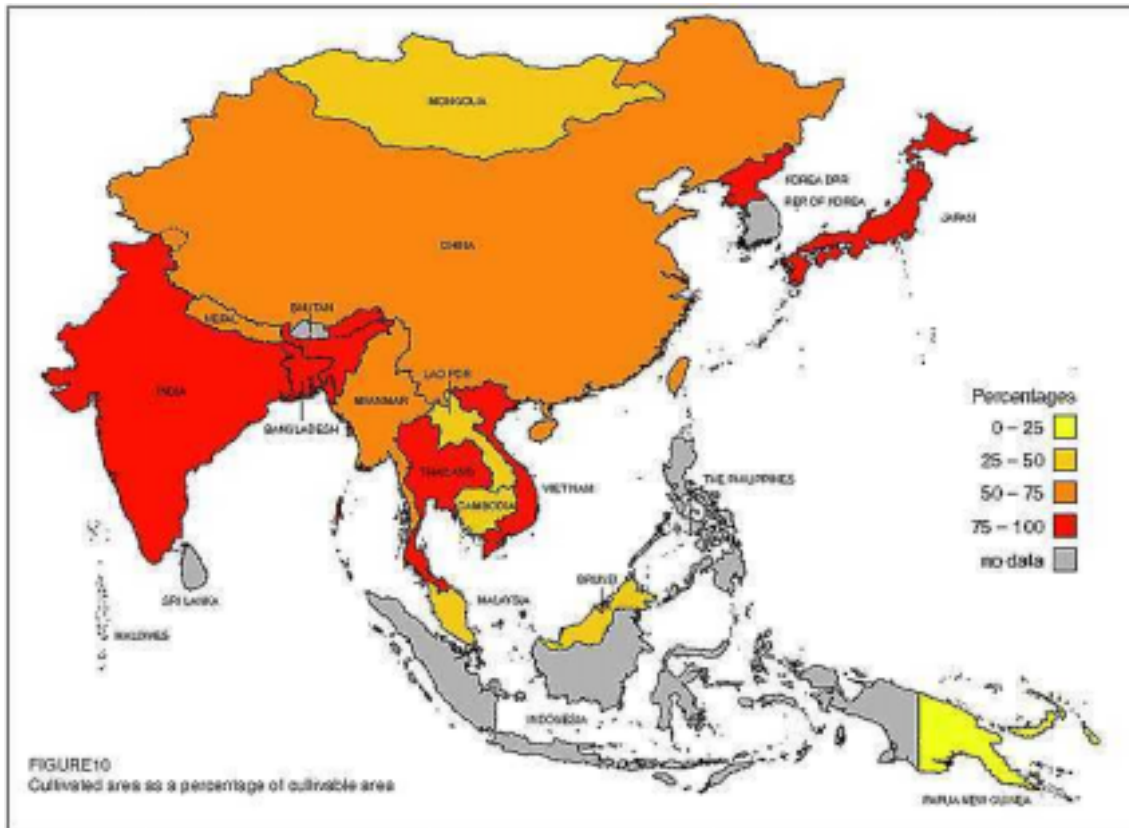 MONGOLIA
KOREA DPR
REP. OF KOREA
JAPAN
CHINA
NEPAL
BHUTAN
INDIA
LAO PDR
MYANMAR
BANGLADESH
THAILAND
VIETNAM
CAMBODIA
THE PHILIPPINES
SRI LANKA
MALDIVES
MALAYSIA
BRUNEI
INDONESIA
PAPUA NEW GUINEA
Percentages
0 – 25
25 – 50
50 – 75
75 – 100
no data
FIGURE10
Cultivated area as a percentage of cultivable area